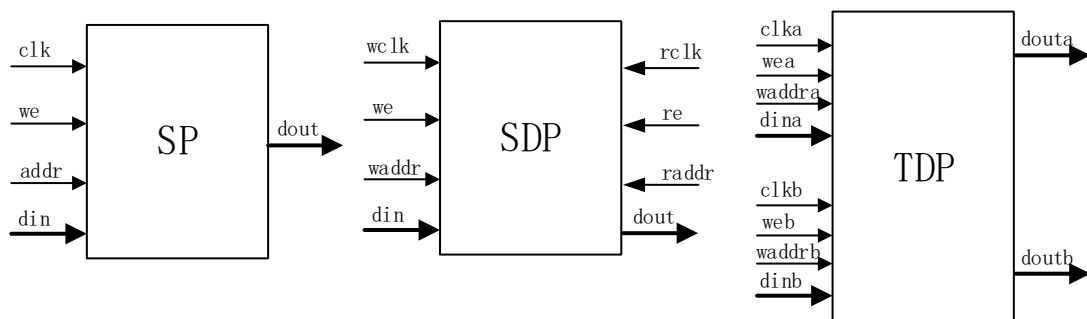 clk
we
addr
din
SP
dout
wclk
we
waddr
din
SDP
rclk
re
raddr
dout
clka
wea
waddra
dina
clkb
web
waddrb
dinb
TDP
douta
doutb